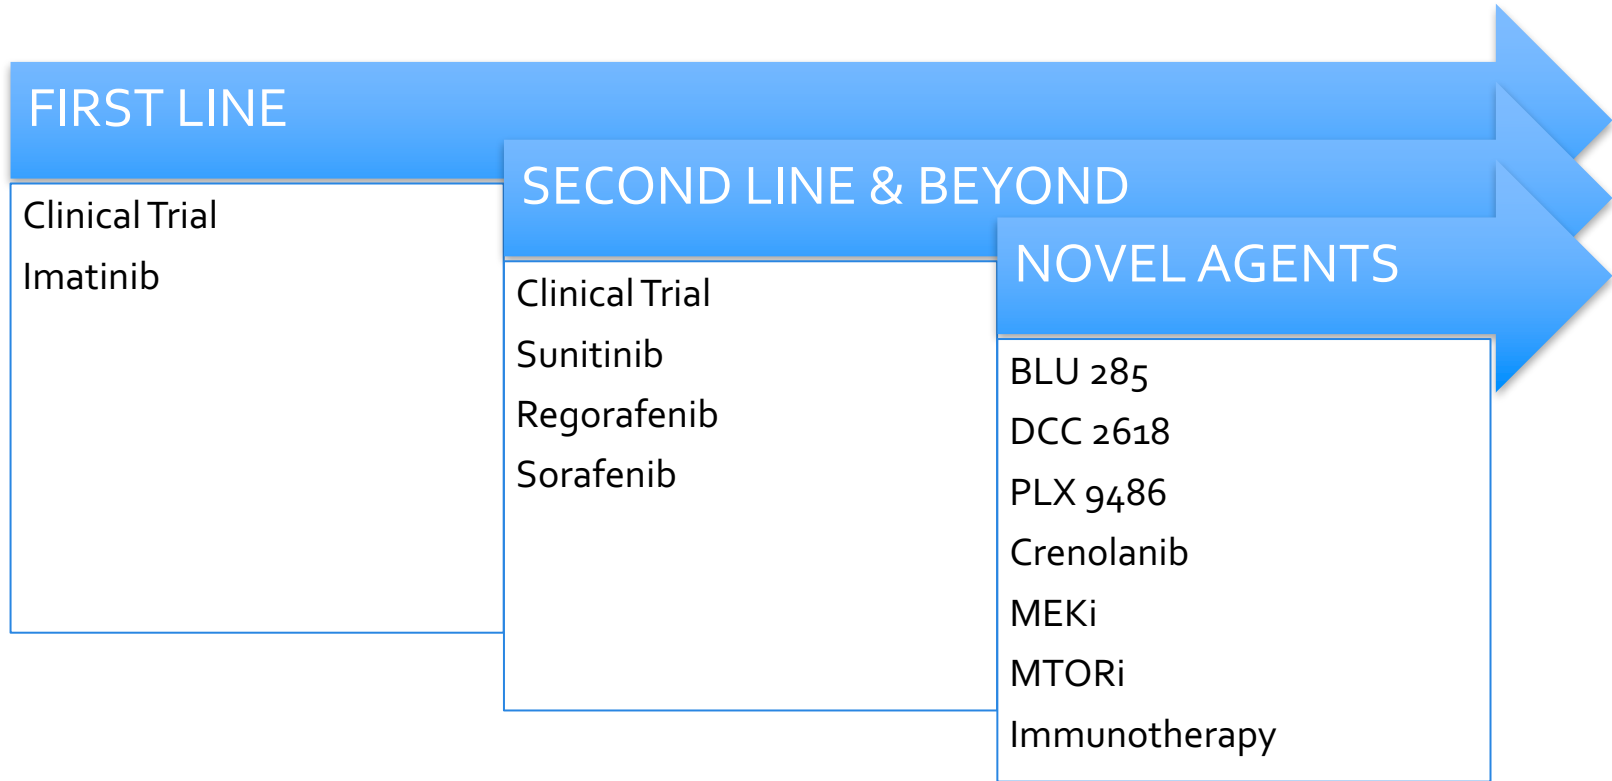 FIRST LINE
Clinical Trial
Imatinib
SECOND LINE & BEYOND
Clinical Trial
Sunitinib
Regorafenib
Sorafenib
NOVEL AGENTS
BLU 285
DCC 2618
PLX 9486
Crenolanib
MEKi
MTORi
Immunotherapy